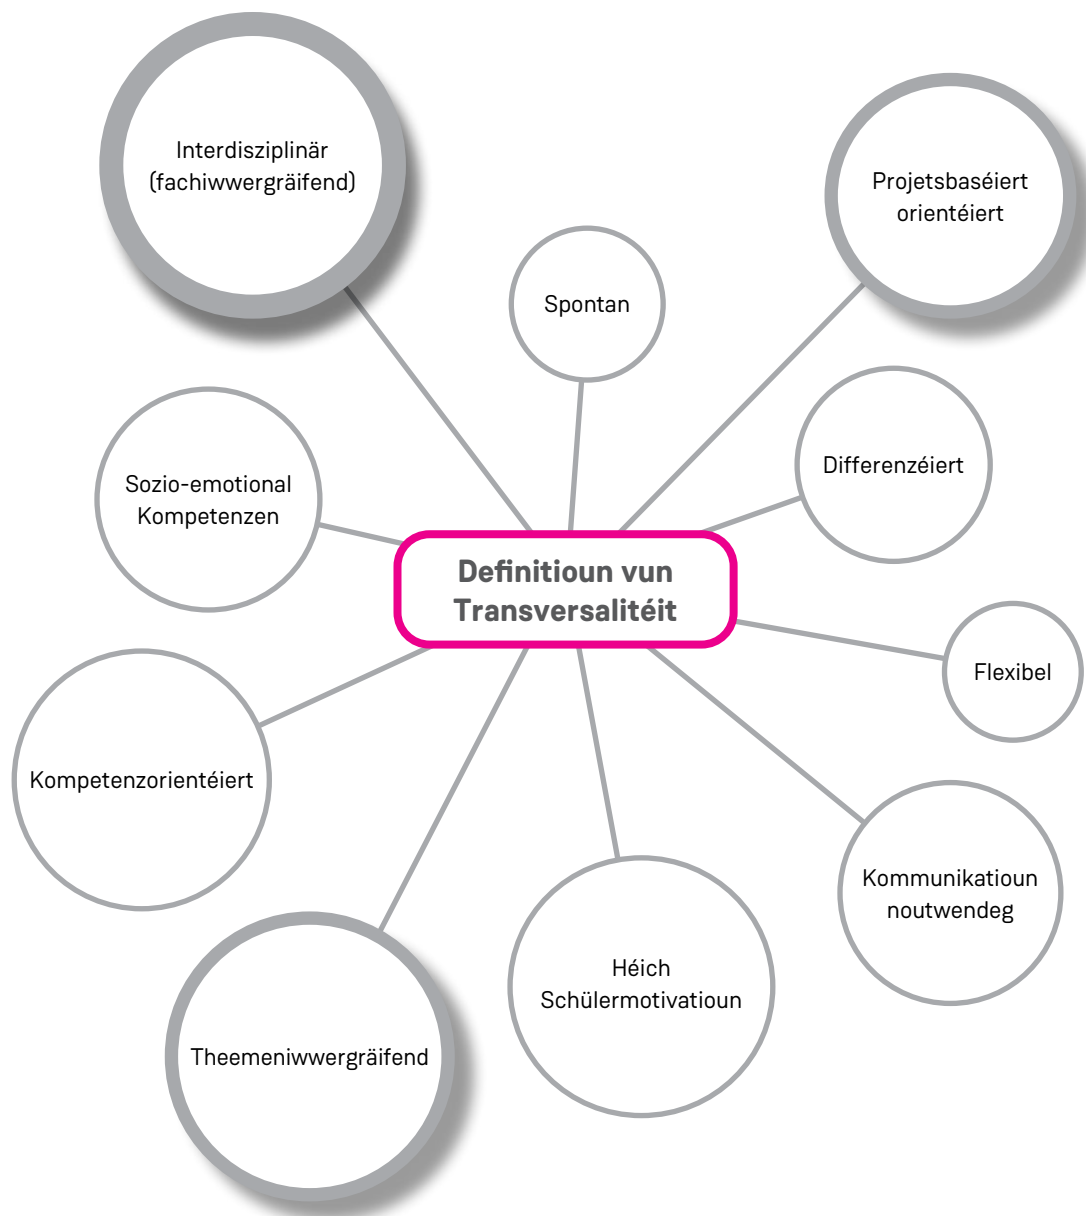 Interdisziplinär
(fachiwwergräifend)
Projetsbaséiert
orientéiert
Spontan
Differenzéiert
Sozio-emotional
Kompetenzen
Definitioun vun
Transversalitéit
Flexibel
Kompetenzorientéiert
Kommunikatioun
noutwendeg
Héich
Schülermotivatioun
Theemeniwwergräifend